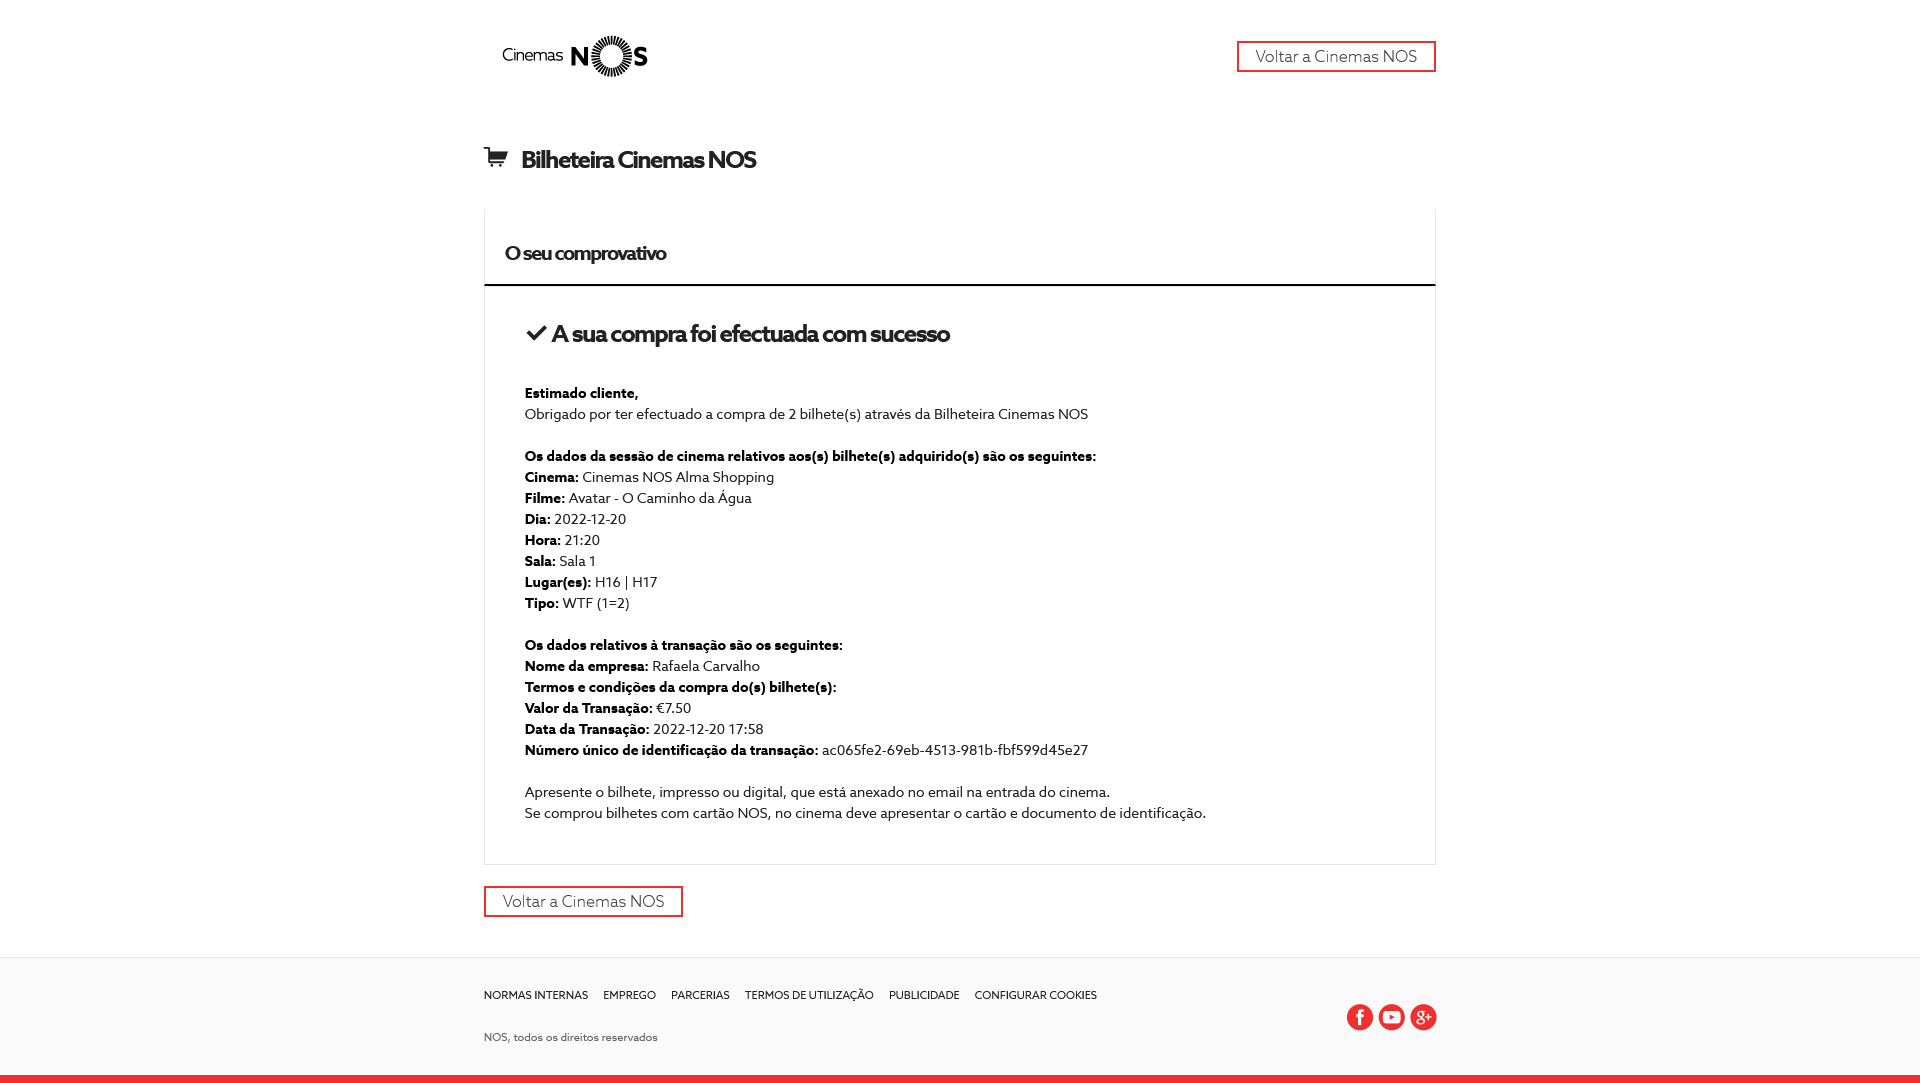 Cinemas NOS
Voltar a Cinemas NOS
Bilheteira Cinemas NOS
O seu comprovativo
A sua compra foi efectuada com sucesso
Estimado cliente,
Obrigado por ter efectuado a compra de 2 bilhete(s) através da Bilheteira Cinemas NOS
Os dados da sessão de cinema relativos aos(s) bilhete(s) adquirido(s) são os seguintes:
Cinema: Cinemas NOS Alma Shopping
Filme: Avatar - O Caminho da Água
Dia: 2022-12-20
Hora: 21:20
Sala: Sala 1
Lugar(es): H16 | H17
Tipo: WTF (1=2)
Os dados relativos à transação são os seguintes:
Nome da empresa: Rafaela Carvalho
Termos e condições da compra do(s) bilhete(s):
Valor da Transação: €7.50
Data da Transação: 2022-12-20 17:58
Número único de identificação da transação: ac065fe2-69eb-4513-981b-fbf599d45e27
Apresente o bilhete, impresso ou digital, que está anexado no email na entrada do cinema.
Se comprou bilhetes com cartão NOS, no cinema deve apresentar o cartão e documento de identificação.
Voltar a Cinemas NOS
NORMAS INTERNAS EMPREGO PARCERIAS TERMOS DE UTILIZAÇÃO PUBLICIDADE CONFIGURAR COOKIES
NOS, todos os direitos reservados